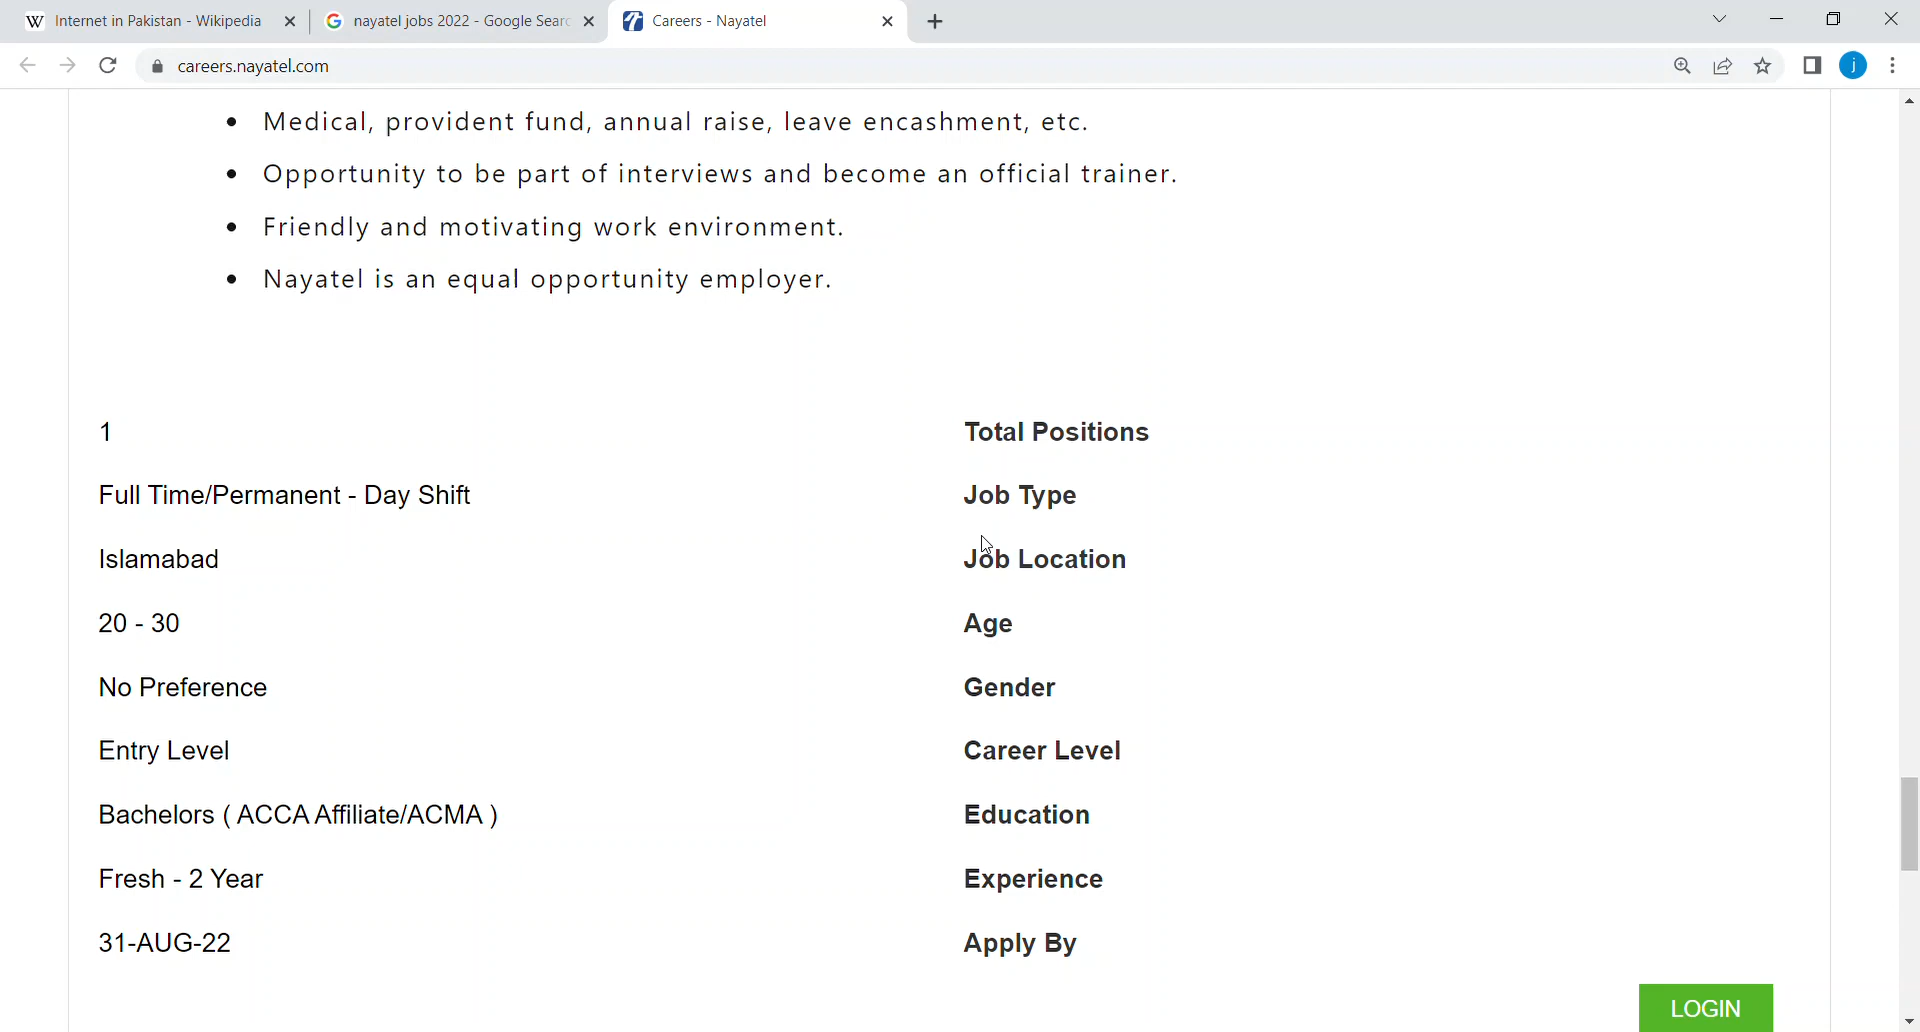 Internet in Pakistan - Wikipedia
nayatel jobs 2022 - Google Sear
Careers - Nayatel
careers.nayatel.com
j
• Medical, provident fund, annual raise, leave encashment, etc.
• Opportunity to be part of interviews and become an official trainer.
• Friendly and motivating work environment.
• Nayatel is an equal opportunity employer.
1 Total Positions
Full Time/Permanent - Day Shift Job Type
Islamabad Job Location
20 - 30 Age
No Preference Gender
Entry Level Career Level
Bachelors ( ACCA Affiliate/ACMA ) Education
Fresh - 2 Year Experience
31-AUG-22 Apply By
LOGIN